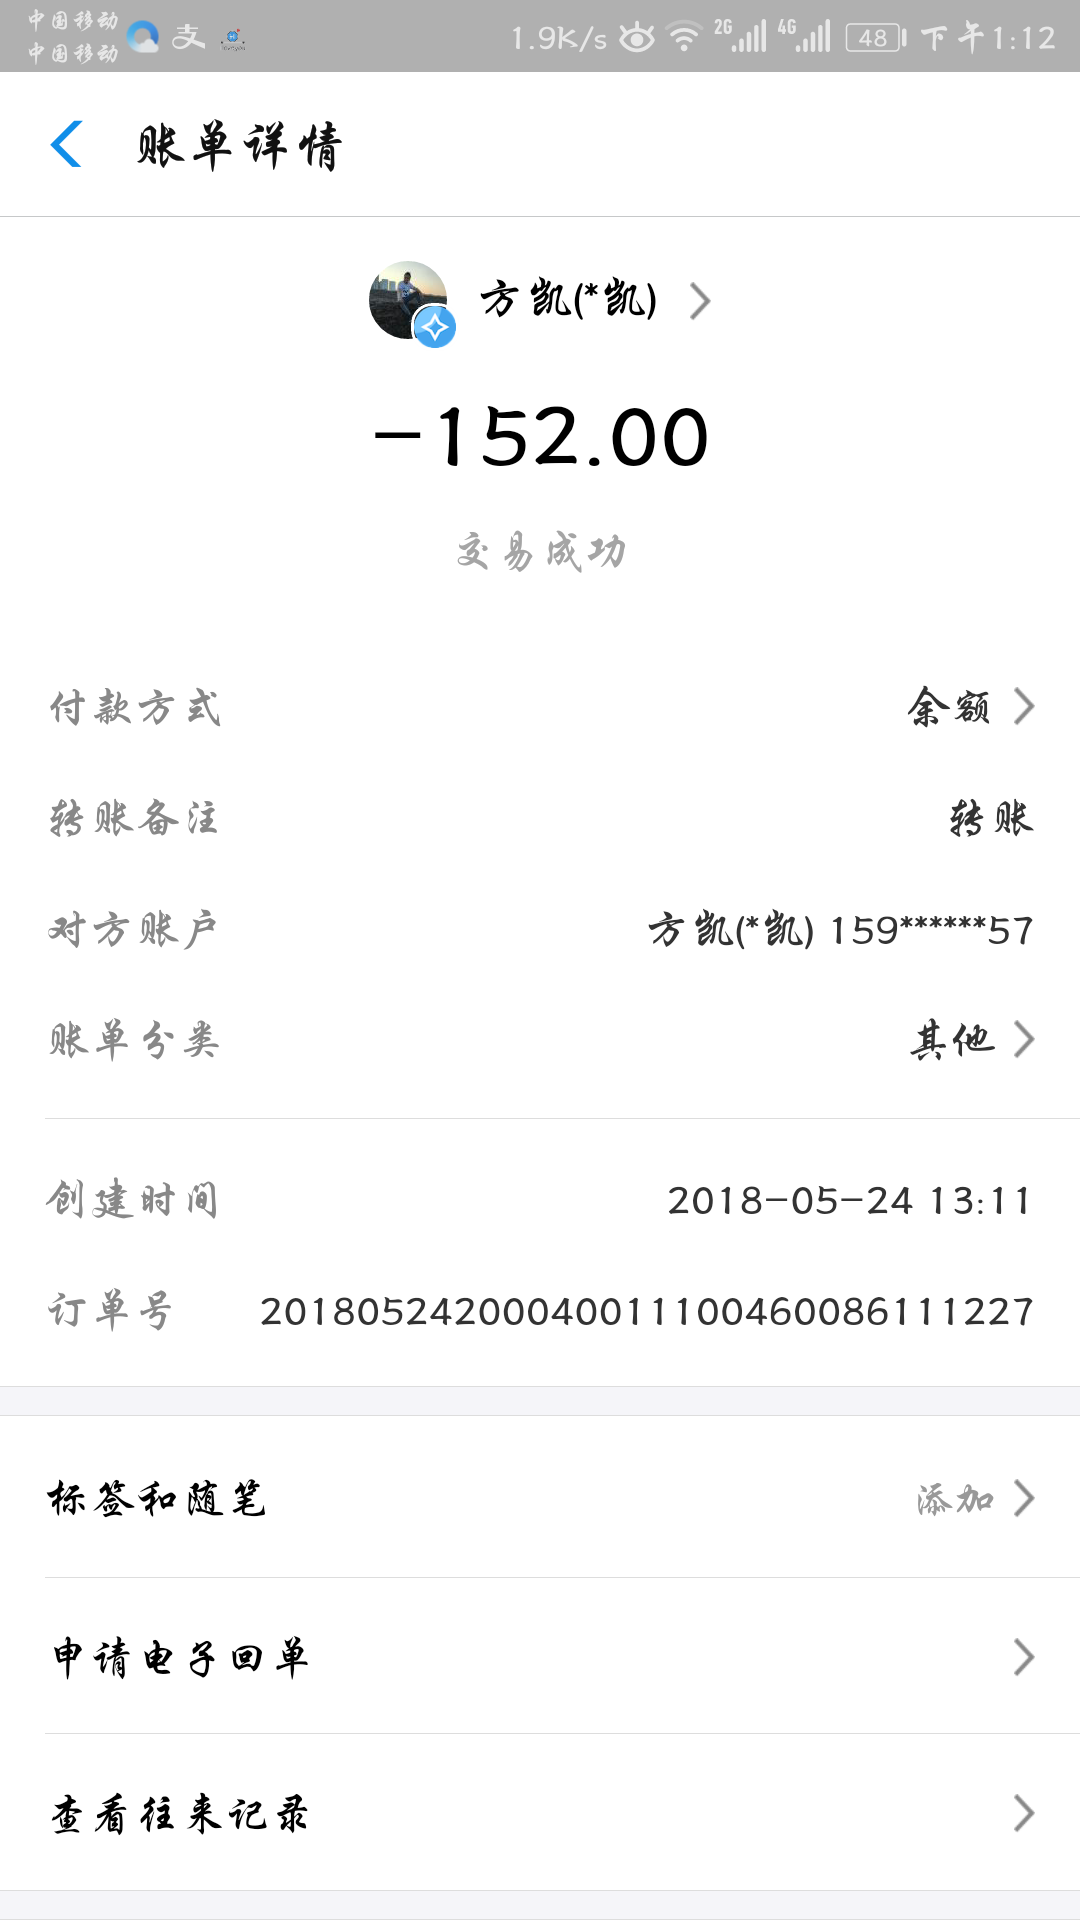 中国移动
中国移动
支
1.9K/s 2G 4G 48 下午1:12
账单详情
方凯(*凯)
-152.00
交易成功
付款方式 余额
转账备注 转账
对方账户 方凯(*凯) 159******57
账单分类 其他
创建时间 2018-05-24 13:11
订单号 20180524200040011100460086111227
标签和随笔 添加
申请电子回单
查看往来记录